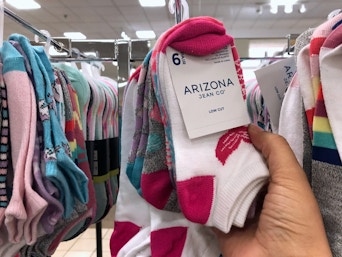 6
ARIZONA
JEAN CO
LOW CUT